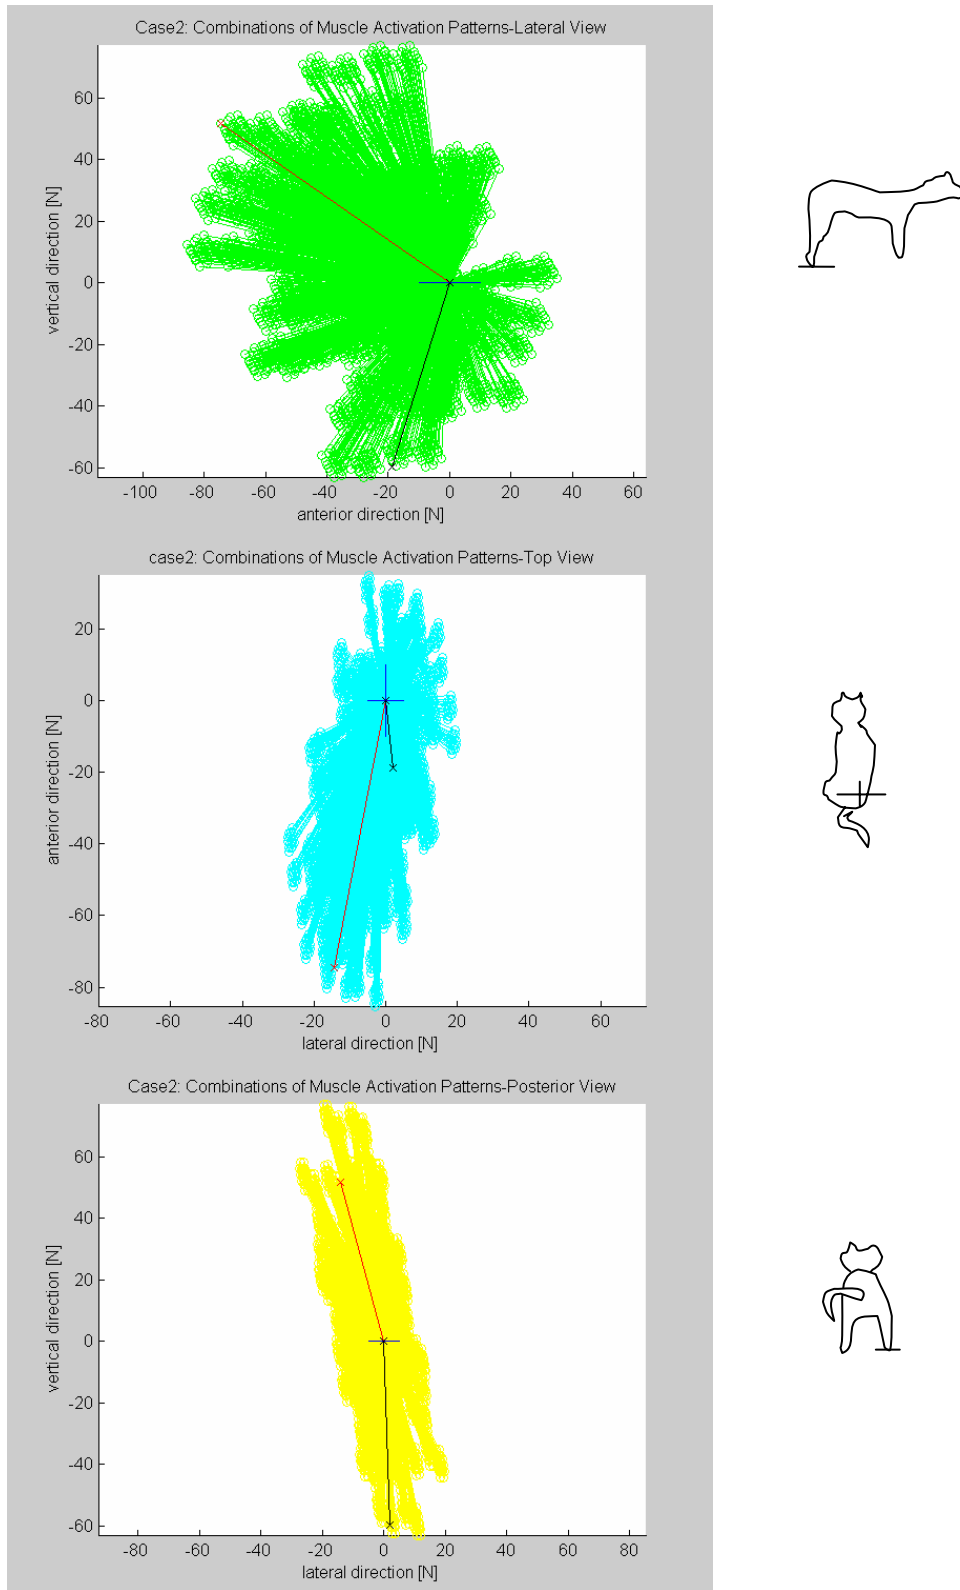 Case2: Combinations of Muscle Activation Patterns-Lateral View
vertical direction [N]
60
40
20
0
-20
-40
-60
-100 -80 -60 -40 -20 0 20 40 60
anterior direction [N]
case2: Combinations of Muscle Activation Patterns-Top View
anterior direction [N]
20
0
-20
-40
-60
-80
-80 -60 -40 -20 0 20 40 60
lateral direction [N]
Case2: Combinations of Muscle Activation Patterns-Posterior View
vertical direction [N]
60
40
20
0
-20
-40
-60
-80 -60 -40 -20 0 20 40 60 80
lateral direction [N]